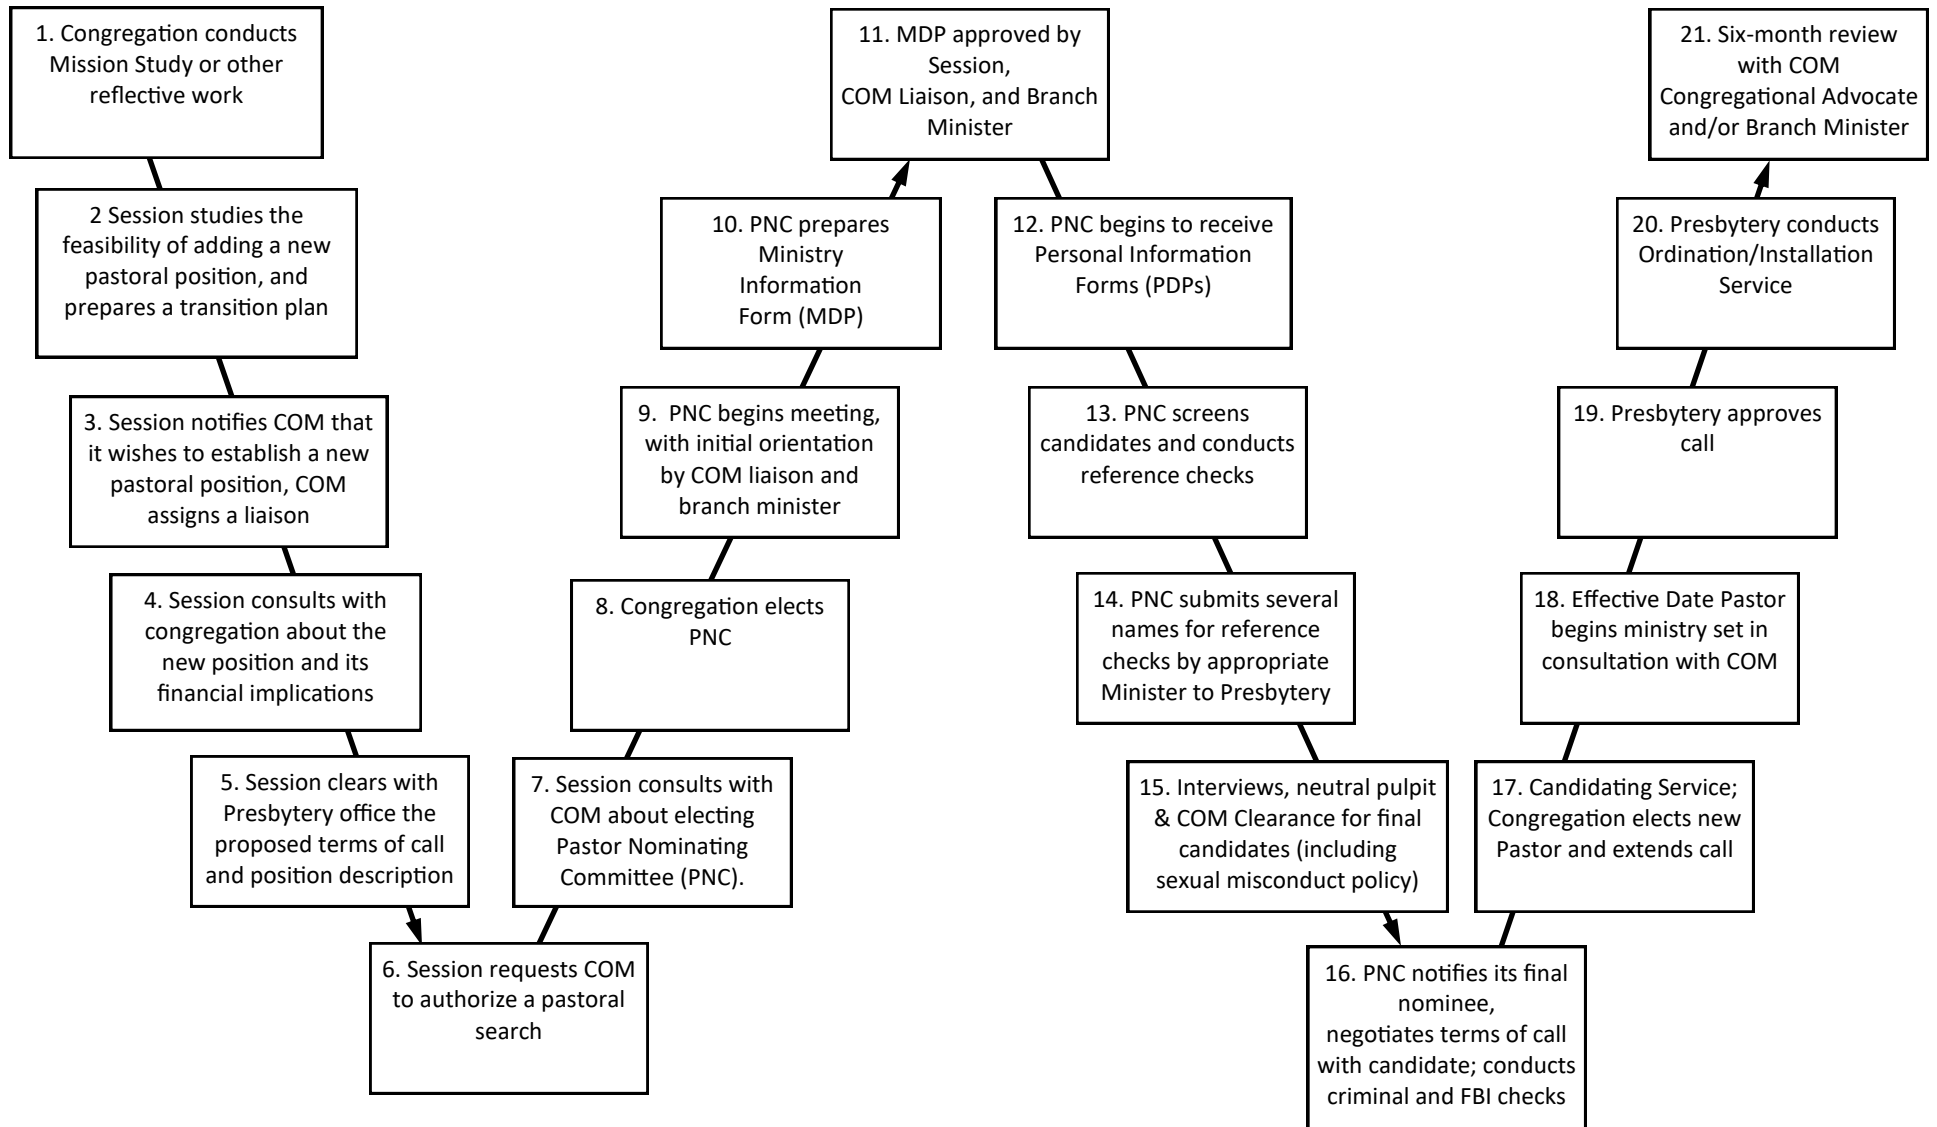 1. Congregation conducts
Mission Study or other
reflective work
2 Session studies the
feasibility of adding a new
pastoral position, and
prepares a transition plan
3. Session notifies COM that
it wishes to establish a new
pastoral position, COM
assigns a liaison
4. Session consults with
congregation about the
new position and its
financial implications
5. Session clears with
Presbytery office the
proposed terms of call
and position description
6. Session requests COM
to authorize a pastoral
search
7. Session consults with
COM about electing
Pastor Nominating
Committee (PNC).
8. Congregation elects
PNC
9. PNC begins meeting,
with initial orientation
by COM liaison and
branch minister
10. PNC prepares
Ministry
Information
Form (MDP)
11. MDP approved by
Session,
COM Liaison, and Branch
Minister
12. PNC begins to receive
Personal Information
Forms (PDPs)
13. PNC screens
candidates and conducts
reference checks
14. PNC submits several
names for reference
checks by appropriate
Minister to Presbytery
15. Interviews, neutral pulpit
& COM Clearance for final
candidates (including
sexual misconduct policy)
16. PNC notifies its final
nominee,
negotiates terms of call
with candidate; conducts
criminal and FBI checks
17. Candidating Service;
Congregation elects new
Pastor and extends call
18. Effective Date Pastor
begins ministry set in
consultation with COM
19. Presbytery approves
call
20. Presbytery conducts
Ordination/Installation
Service
21. Six-month review
with COM
Congregational Advocate
and/or Branch Minister